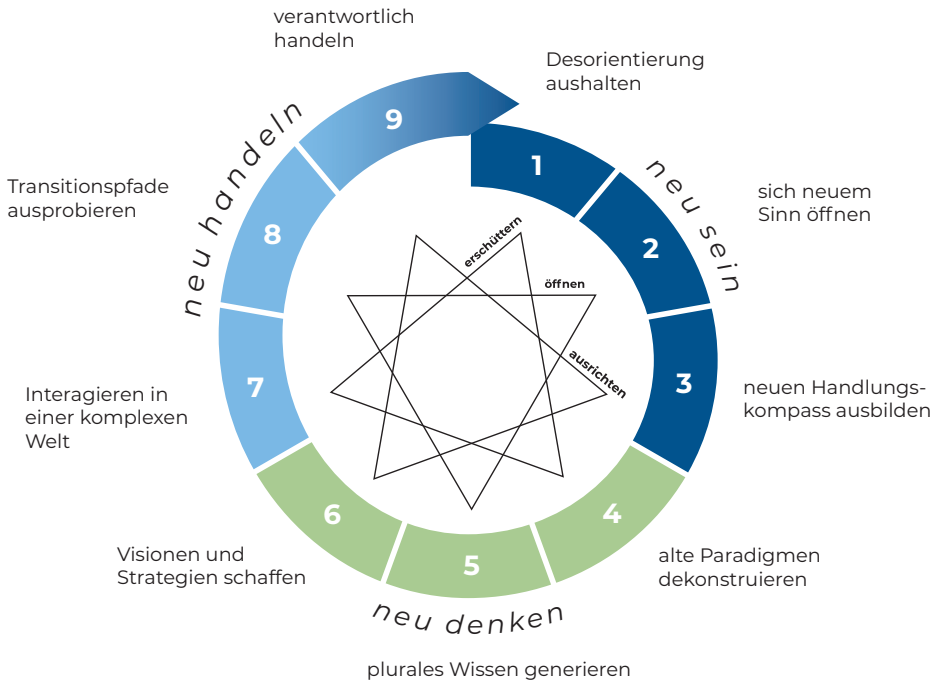 verantwortlich
handeln
Desorientierung
aushalten
neu handeln
9
1
neu sein
Transitionspfade
ausprobieren
sich neuem
Sinn öffnen
8
2
erschüttern
öffnen
ausrichten
7
3
Interagieren in
einer komplexen
Welt
neuen Handlungs-
kompass ausbilden
6
4
5
Visionen und
Strategien schaffen
alte Paradigmen
dekonstruieren
neu denken
plurales Wissen generieren